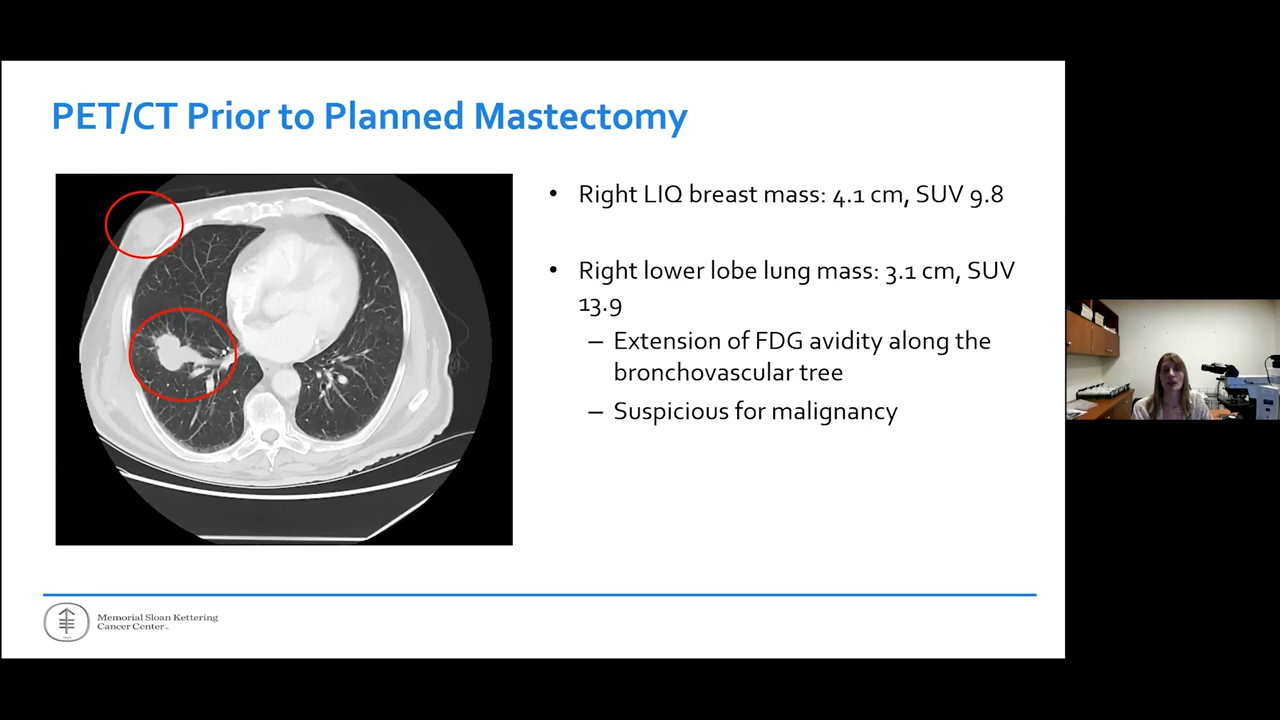 PET/CT Prior to Planned Mastectomy
• Right LIQ breast mass: 4.1 cm, SUV 9.8
• Right lower lobe lung mass: 3.1 cm, SUV
13.9
– Extension of FDG avidity along the
bronchovascular tree
– Suspicious for malignancy
Memorial Sloan Kettering
Cancer Center